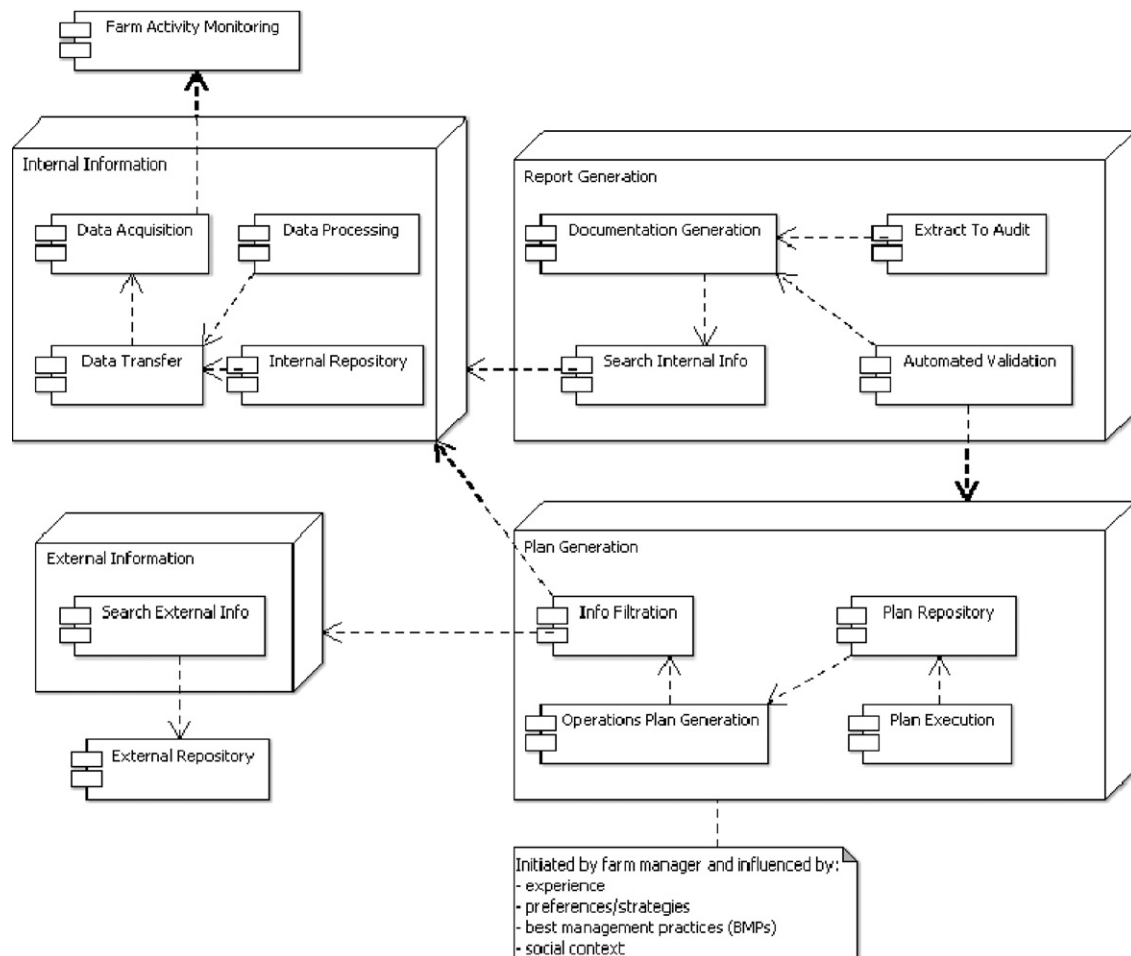 Farm Activity Monitoring
Internal Information
Data Acquisition
Data Processing
Data Transfer
Internal Repository
Report Generation
Documentation Generation
Extract To Audit
Search Internal Info
Automated Validation
External Information
Search External Info
External Repository
Plan Generation
Info Filtration
Plan Repository
Operations Plan Generation
Plan Execution
Initiated by farm manager and influenced by:
- experience
- preferences/strategies
- best management practices (BMPs)
- social context